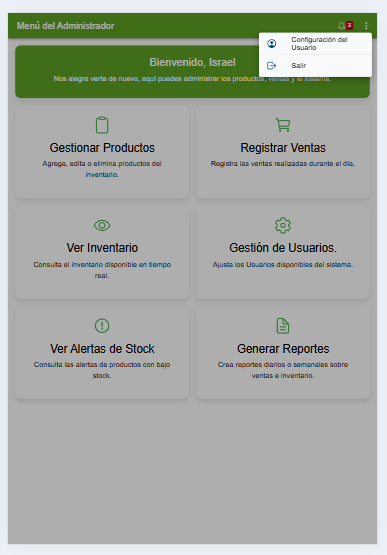 Menú del Administrador
2
Configuración del
Usuario
Salir
Bienvenido, Israel
Nos alegra verte de nuevo, aquí puedes administrar los productos, ventas y el sistema.
Gestionar Productos
Agrega, edita o elimina productos del
inventario.
Registrar Ventas
Registra las ventas realizadas durante el día.
Ver Inventario
Consulta el inventario disponible en tiempo
real.
Gestión de Usuarios.
Ajusta los Usuarios disponibles del sistema.
Ver Alertas de Stock
Consulta las alertas de productos con bajo
stock.
Generar Reportes
Crea reportes diarios o semanales sobre
ventas e inventario.